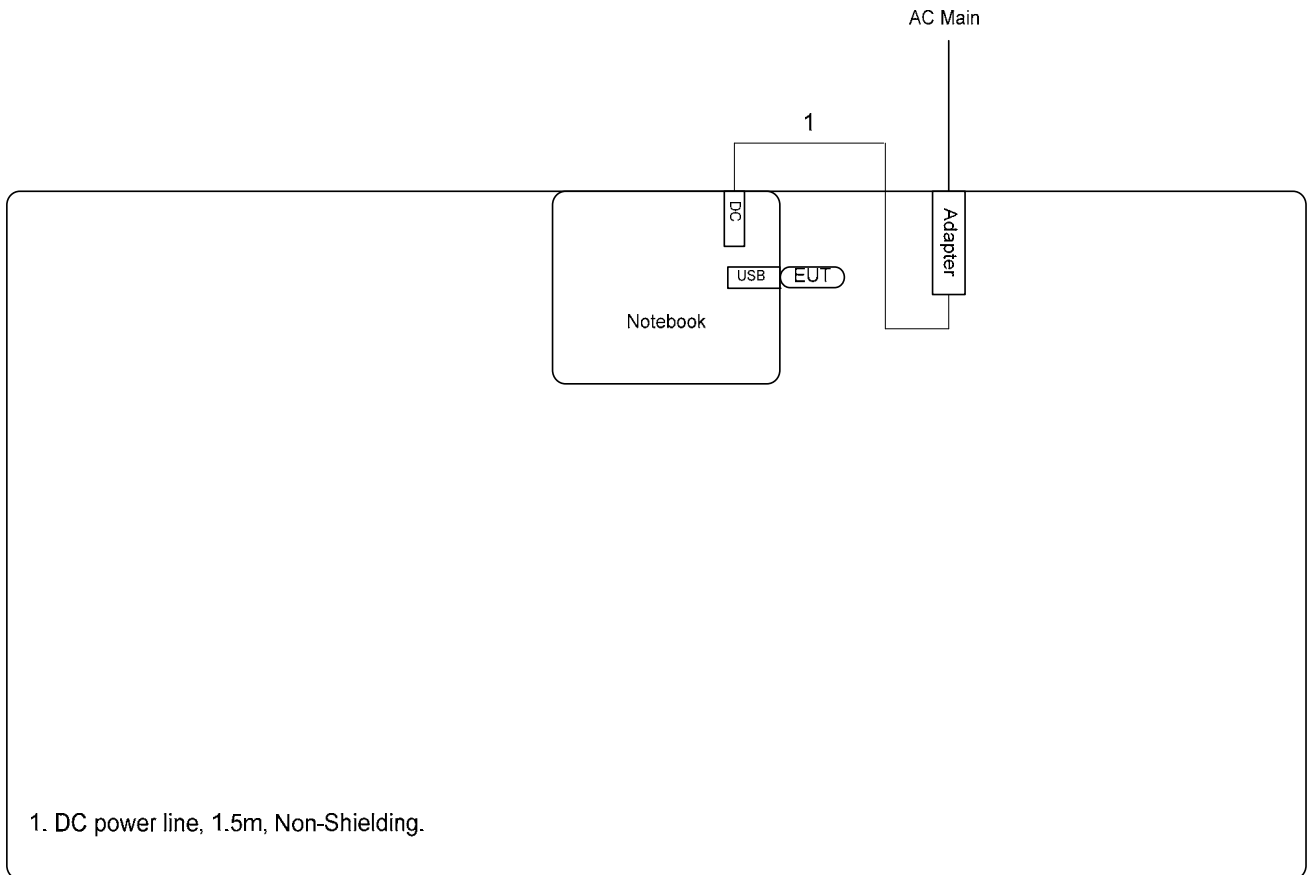 AC Main
1
DC
Adapter
USB
EUT
Notebook
1. DC power line, 1.5m, Non-Shielding.